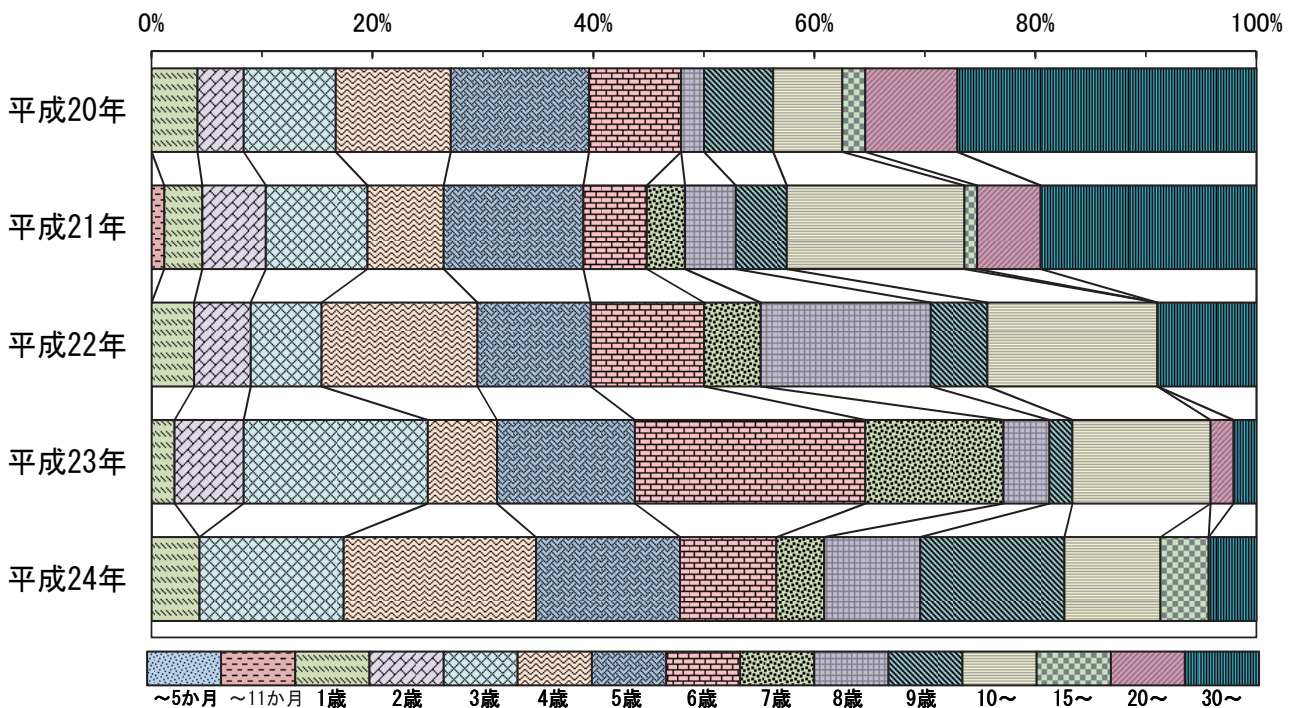 0% 20% 40% 60% 80% 100%
平成20年
平成21年
平成22年
平成23年
平成24年
～5か月 ～11か月 1歳 2歳 3歳 4歳 5歳 6歳 7歳 8歳 9歳 10～ 15～ 20～ 30～